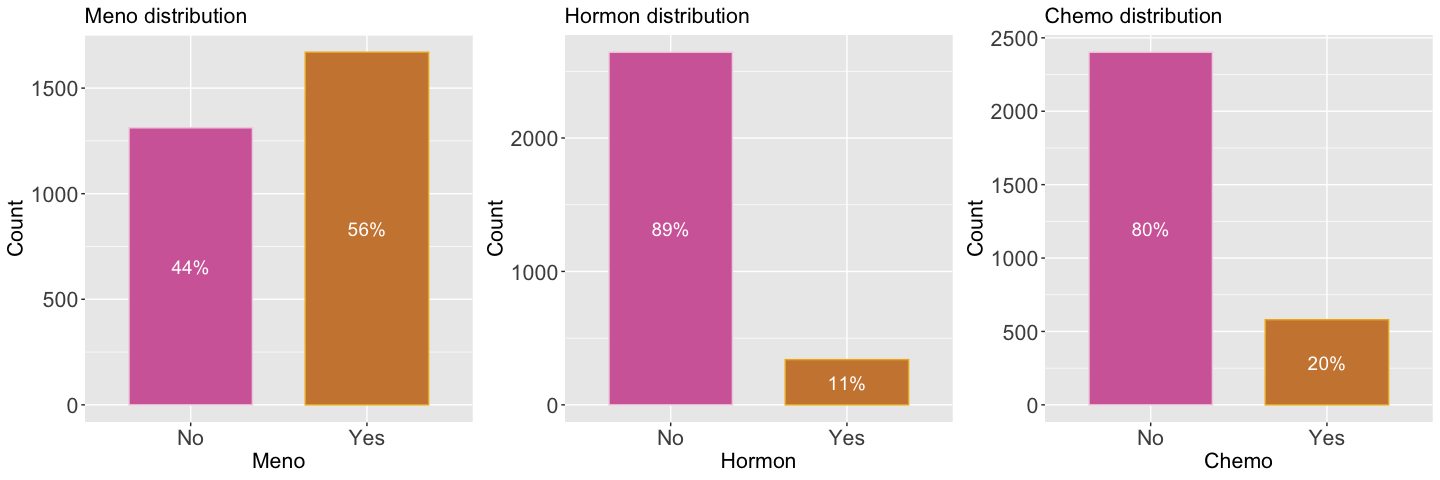 Meno distribution
Count
1500
1000
500
0
44%
56%
No
Yes
Meno
Hormon distribution
Count
2000
1000
0
89%
11%
No
Yes
Hormon
Chemo distribution
Count
2500
2000
1500
1000
500
0
80%
20%
No
Yes
Chemo